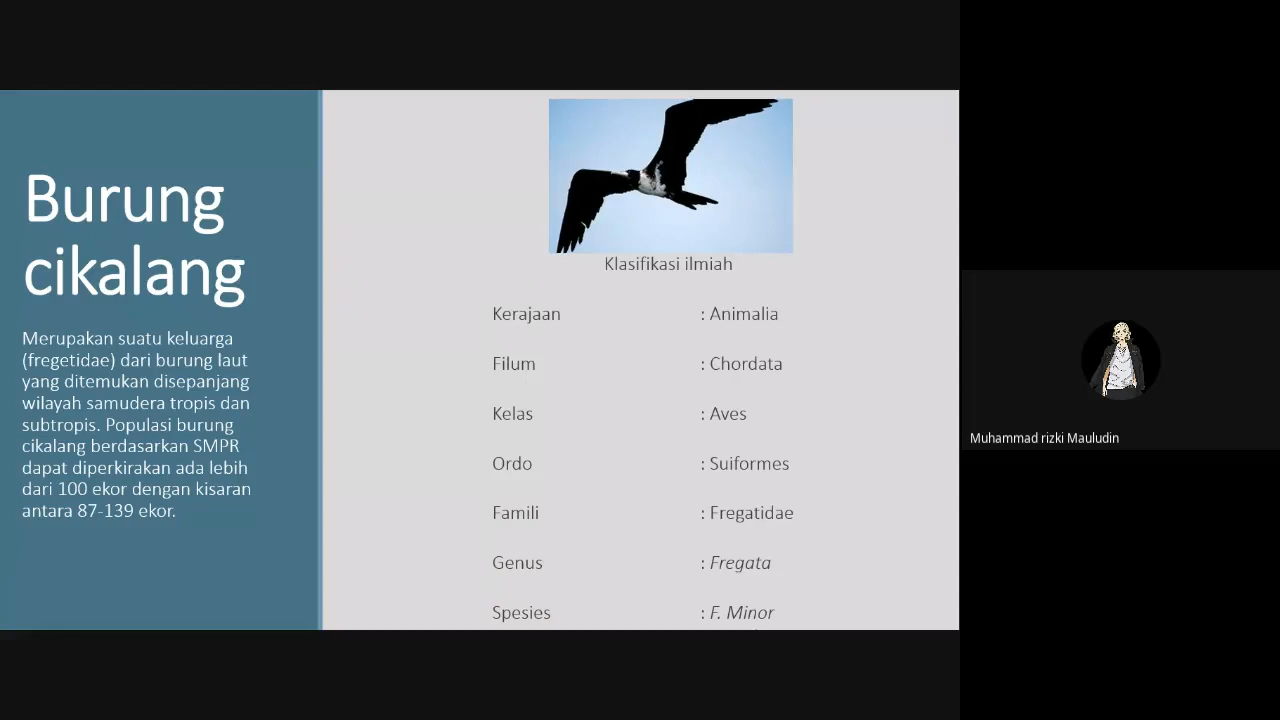 Burung
cikalang
Merupakan suatu keluarga
(fregetidae) dari burung laut
yang ditemukan disepanjang
wilayah samudera tropis dan
subtropis. Populasi burung
cikalang berdasarkan SMPR
dapat diperkirakan ada lebih
dari 100 ekor dengan kisaran
antara 87-139 ekor.
Klasifikasi ilmiah
Kerajaan : Animalia
Filum : Chordata
Kelas : Aves
Ordo : Suiformes
Famili : Fregatidae
Genus : Fregata
Spesies : F. Minor
Muhammad rizki Mauludin